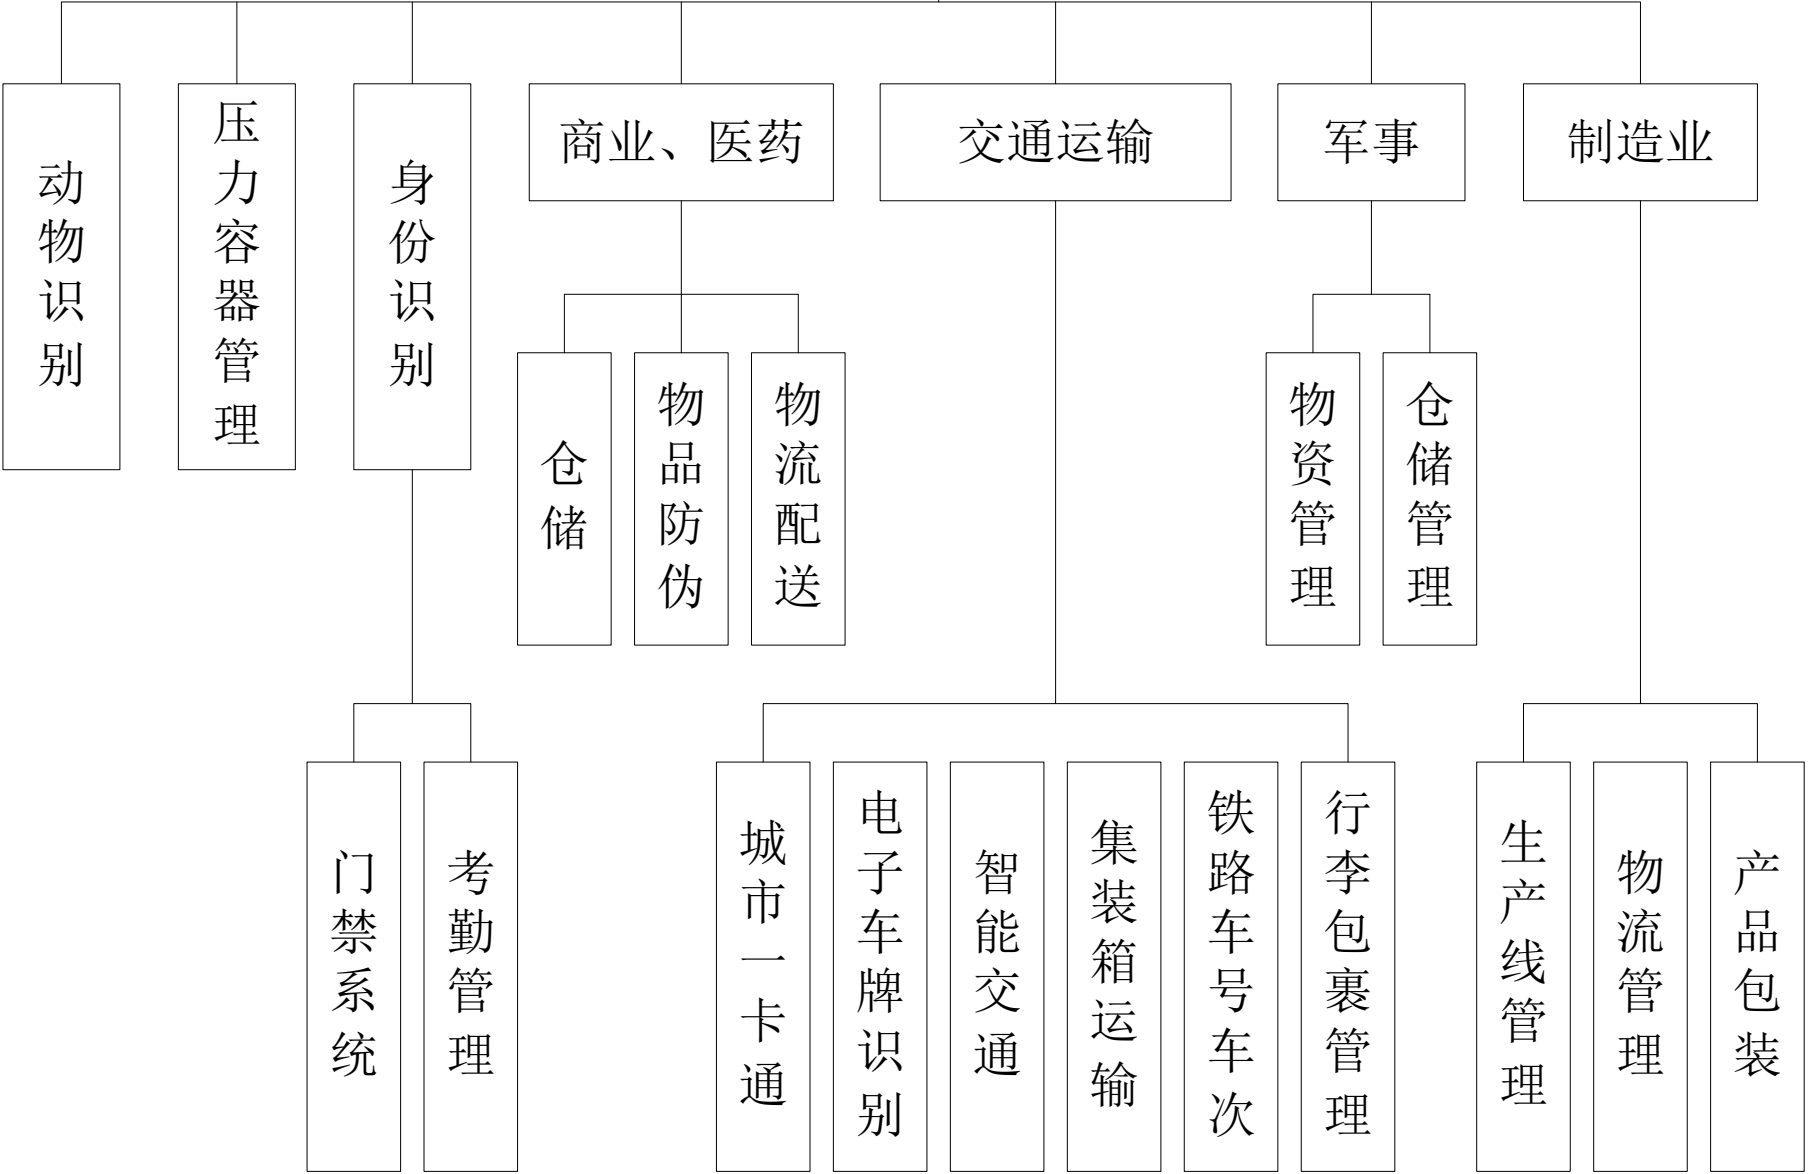 动物识别
压力容器管理
身份识别
商业、医药
交通运输
军事
制造业
仓储
物品防伪
物流配送
物资管理
仓储管理
门禁系统
考勤管理
城市一卡通
电子车牌识别
智能交通
集装箱运输
铁路车号车次
行李包裹管理
生产线管理
物流管理
产品包装